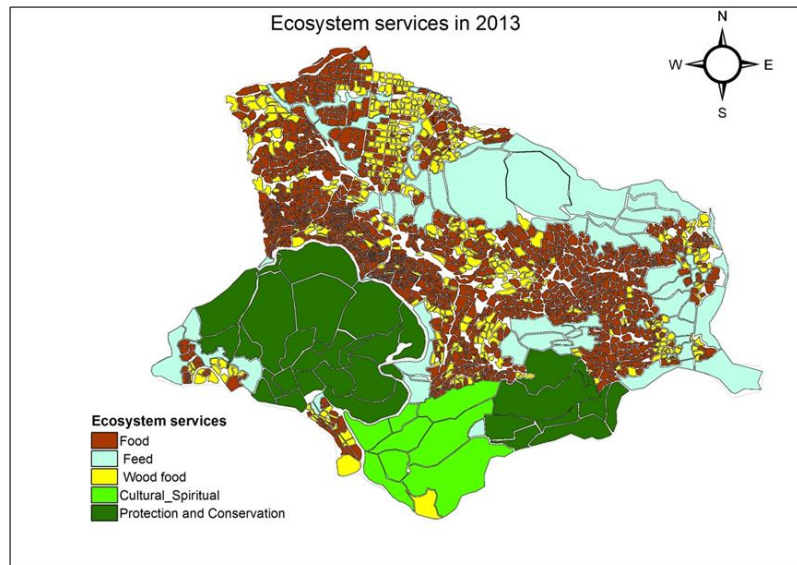 Ecosystem services in 2013
N
W E
S
Ecosystem services
Food
Feed
Wood food
Cultural_Spiritual
Protection and Conservation